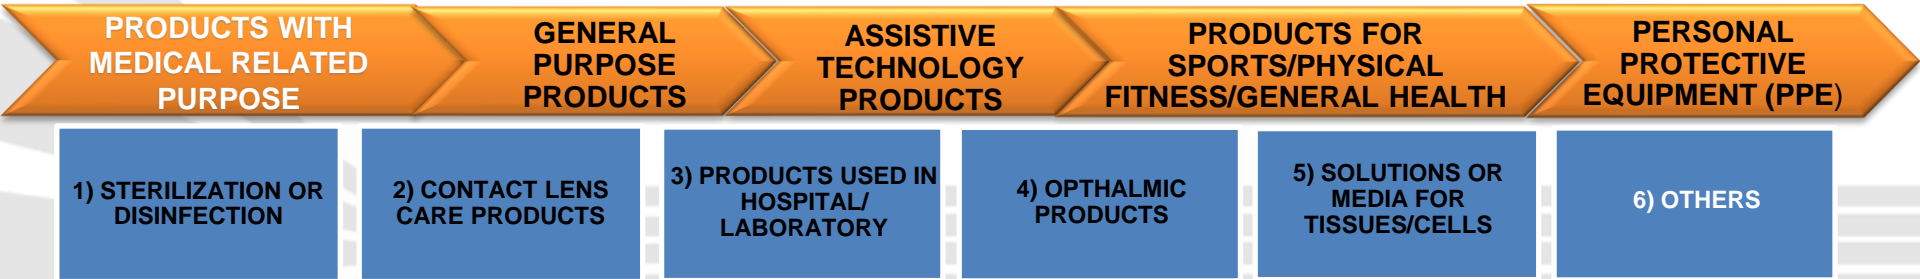 PRODUCTS WITH
MEDICAL RELATED
PURPOSE
GENERAL
PURPOSE
PRODUCTS
ASSISTIVE
TECHNOLOGY
PRODUCTS
PRODUCTS FOR
SPORTS/PHYSICAL
FITNESS/GENERAL HEALTH
PERSONAL
PROTECTIVE
EQUIPMENT (PPE)
1) STERILIZATION OR
DISINFECTION
2) CONTACT LENS
CARE PRODUCTS
3) PRODUCTS USED IN
HOSPITAL/
LABORATORY
4) OPTHALMIC
PRODUCTS
5) SOLUTIONS OR
MEDIA FOR
TISSUES/CELLS
6) OTHERS